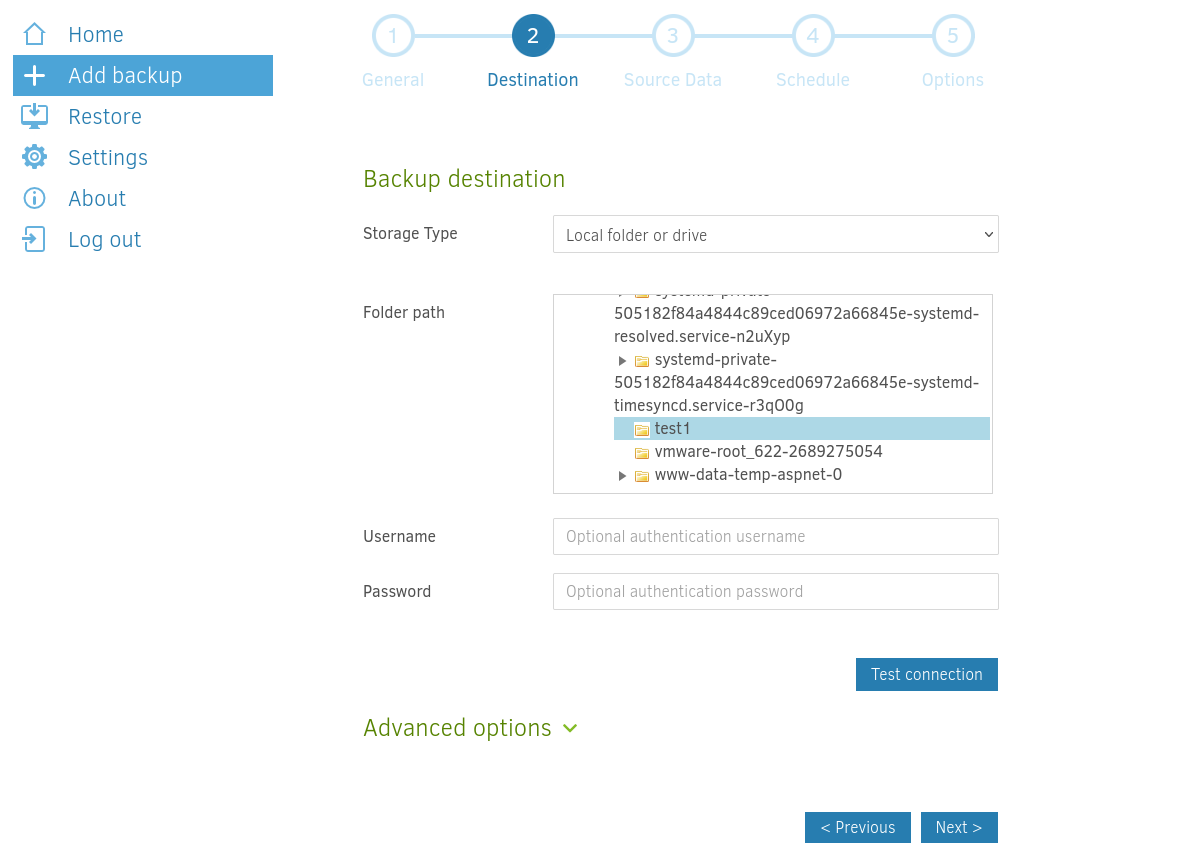 Home
Add backup
Restore
Settings
About
Log out
1 2 3 4 5
General Destination Source Data Schedule Options
Backup destination
Storage Type Local folder or drive
Folder path
systemd-private-
505182f84a4844c89ced06972a66845e-systemd-
resolved.service-n2uXyp
systemd-private-
505182f84a4844c89ced06972a66845e-systemd-
timesyncd.service-r3qO0g
test1
vmware-root_622-2689275054
www-data-temp-aspnet-0
Username Optional authentication username
Password Optional authentication password
Test connection
Advanced options
< Previous Next >